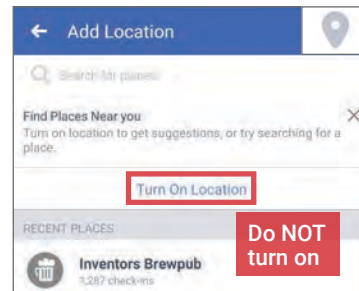 Add Location
Search for places
Find Places Near you
Turn on location to get suggestions, or try searching for a
place.
Turn On Location
RECENT PLACES
Do NOT
turn on
Inventors Brewpub
1,287 check-ins